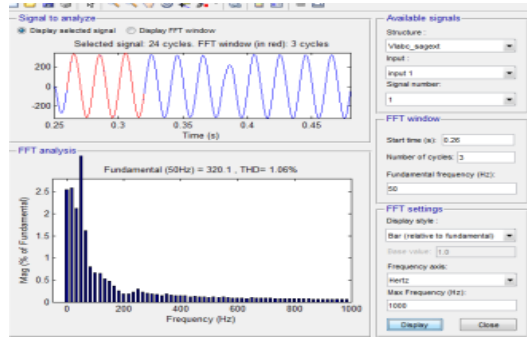 Signal to analyze
Display selected signal Display FFT window
Selected signal: 24 cycles. FFT window (in red): 3 cycles
200
0
-200
0.25 0.3 0.35 0.4 0.45
Time (s)
FFT analysis
Fundamental (50Hz) = 320.1 , THD= 1.06%
2.5
2
1.5
1
0.5
0
Mag (% of Fundamental)
0 200 400 600 800 1000
Frequency (Hz)
Available signals
Structure :
Vlabc_sagext
Input :
input 1
Signal number:
1
FFT window
Start time (s): 0.26
Number of cycles: 3
Fundamental frequency (Hz):
50
FFT settings
Display style :
Bar (relative to fundamental)
Base value: 1.0
Frequency axis:
Hertz
Max Frequency (Hz):
1000
Display Close